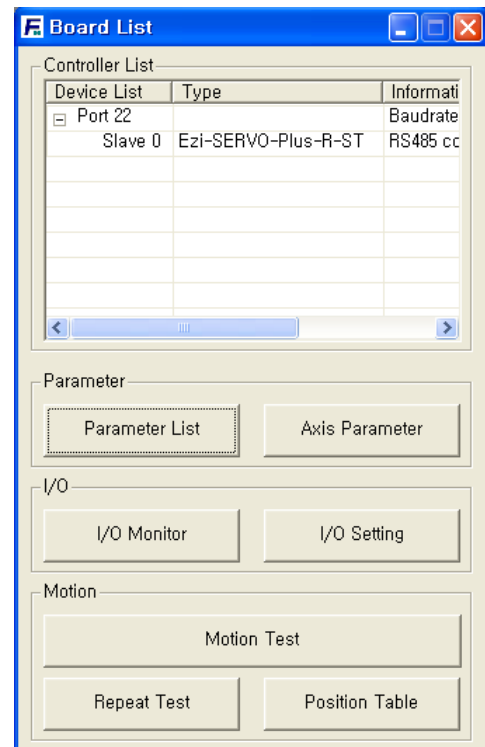 Board List
Controller List
Device List Type Informati
Port 22 Baudrate
Slave 0 Ezi-SERVO-Plus-R-ST RS485 cc
Parameter
Parameter List Axis Parameter
I/O
I/O Monitor I/O Setting
Motion
Motion Test
Repeat Test Position Table